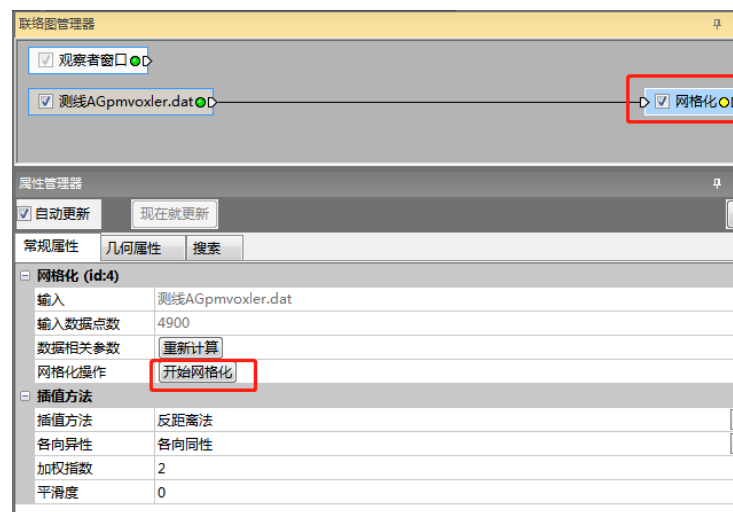 联络图管理器
观察者窗口
测线AGpmvoxler.dat
网格化
属性管理器
自动更新 现在就更新
常规属性 几何属性 搜索
网格化 (id:4)
输入 测线AGpmvoxler.dat
输入数据点数 4900
数据相关参数 重新计算
网格化操作 开始网格化
插值方法
插值方法 反距离法
各向异性 各向同性
加权指数 2
平滑度 0